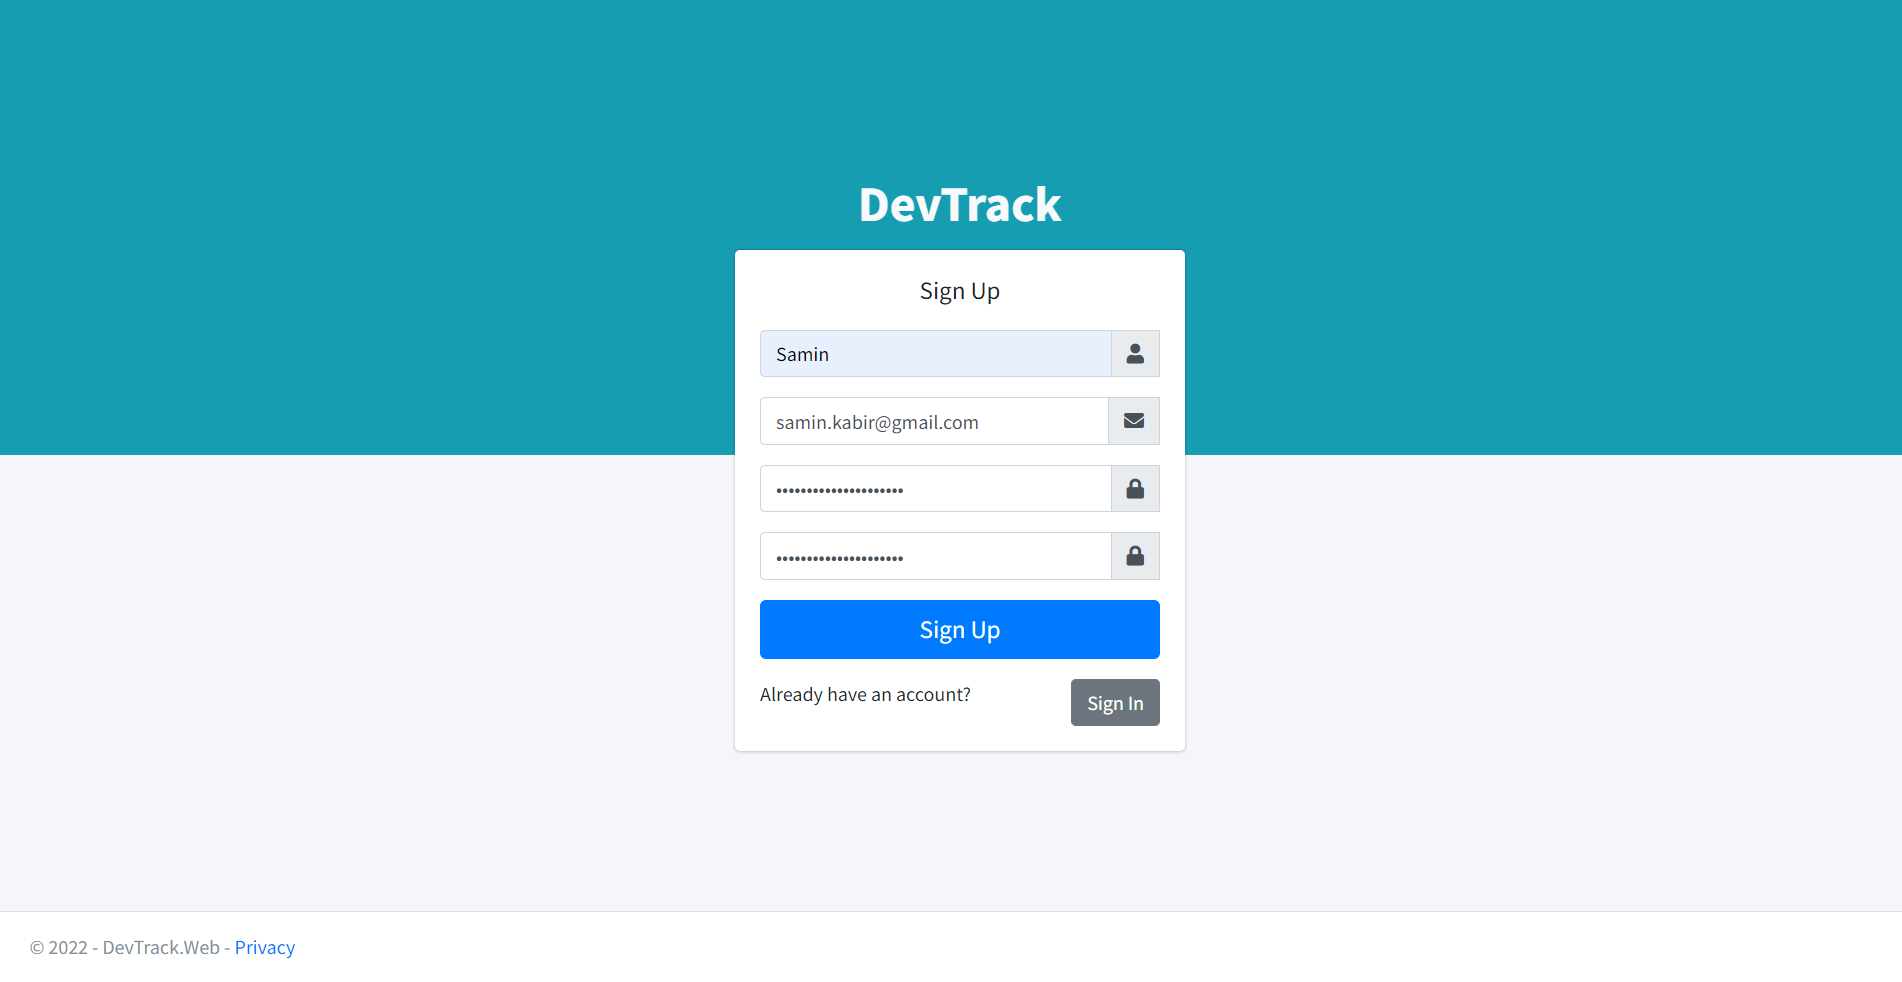 DevTrack
Sign Up
Samin
samin.kabir@gmail.com
•••••••••••••••••••••
•••••••••••••••••••••
Sign Up
Already have an account?
Sign In
© 2022 - DevTrack.Web - Privacy